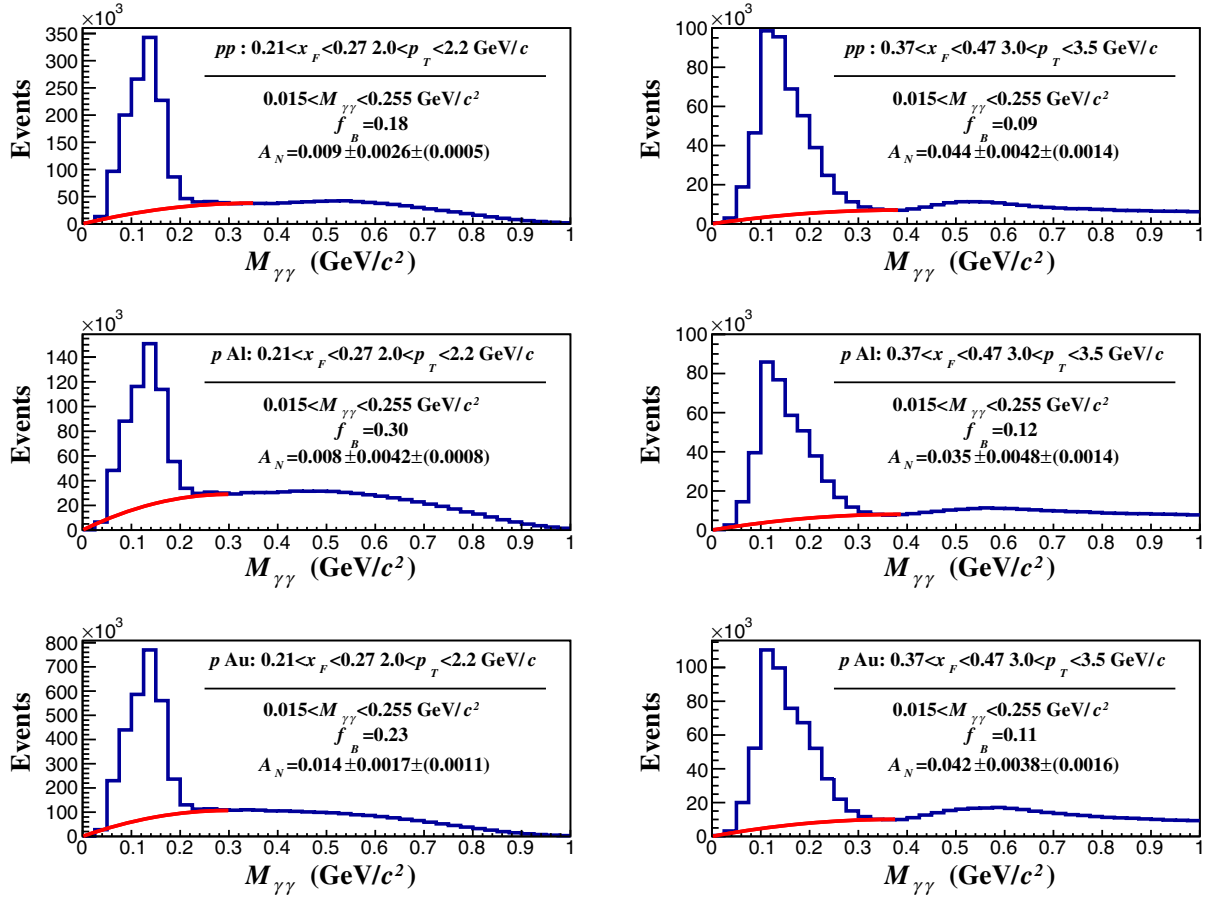 ×10³
350
300
250
200
150
100
50
0
Events
pp : 0.21<x_F<0.27 2.0<p_T<2.2 GeV/c
0.015<M_γγ<0.255 GeV/c²
f_B=0.18
A_N=0.009±0.0026±(0.0005)
0 0.1 0.2 0.3 0.4 0.5 0.6 0.7 0.8 0.9 1
M_γγ (GeV/c²)
×10³
100
80
60
40
20
0
Events
pp : 0.37<x_F<0.47 3.0<p_T<3.5 GeV/c
0.015<M_γγ<0.255 GeV/c²
f_B=0.09
A_N=0.044±0.0042±(0.0014)
0 0.1 0.2 0.3 0.4 0.5 0.6 0.7 0.8 0.9 1
M_γγ (GeV/c²)
×10³
140
120
100
80
60
40
20
0
Events
p Al: 0.21<x_F<0.27 2.0<p_T<2.2 GeV/c
0.015<M_γγ<0.255 GeV/c²
f_B=0.30
A_N=0.008±0.0042±(0.0008)
0 0.1 0.2 0.3 0.4 0.5 0.6 0.7 0.8 0.9 1
M_γγ (GeV/c²)
×10³
100
80
60
40
20
0
Events
p Al: 0.37<x_F<0.47 3.0<p_T<3.5 GeV/c
0.015<M_γγ<0.255 GeV/c²
f_B=0.12
A_N=0.035±0.0048±(0.0014)
0 0.1 0.2 0.3 0.4 0.5 0.6 0.7 0.8 0.9 1
M_γγ (GeV/c²)
×10³
800
700
600
500
400
300
200
100
0
Events
p Au: 0.21<x_F<0.27 2.0<p_T<2.2 GeV/c
0.015<M_γγ<0.255 GeV/c²
f_B=0.23
A_N=0.014±0.0017±(0.0011)
0 0.1 0.2 0.3 0.4 0.5 0.6 0.7 0.8 0.9 1
M_γγ (GeV/c²)
×10³
100
80
60
40
20
0
Events
p Au: 0.37<x_F<0.47 3.0<p_T<3.5 GeV/c
0.015<M_γγ<0.255 GeV/c²
f_B=0.11
A_N=0.042±0.0038±(0.0016)
0 0.1 0.2 0.3 0.4 0.5 0.6 0.7 0.8 0.9 1
M_γγ (GeV/c²)